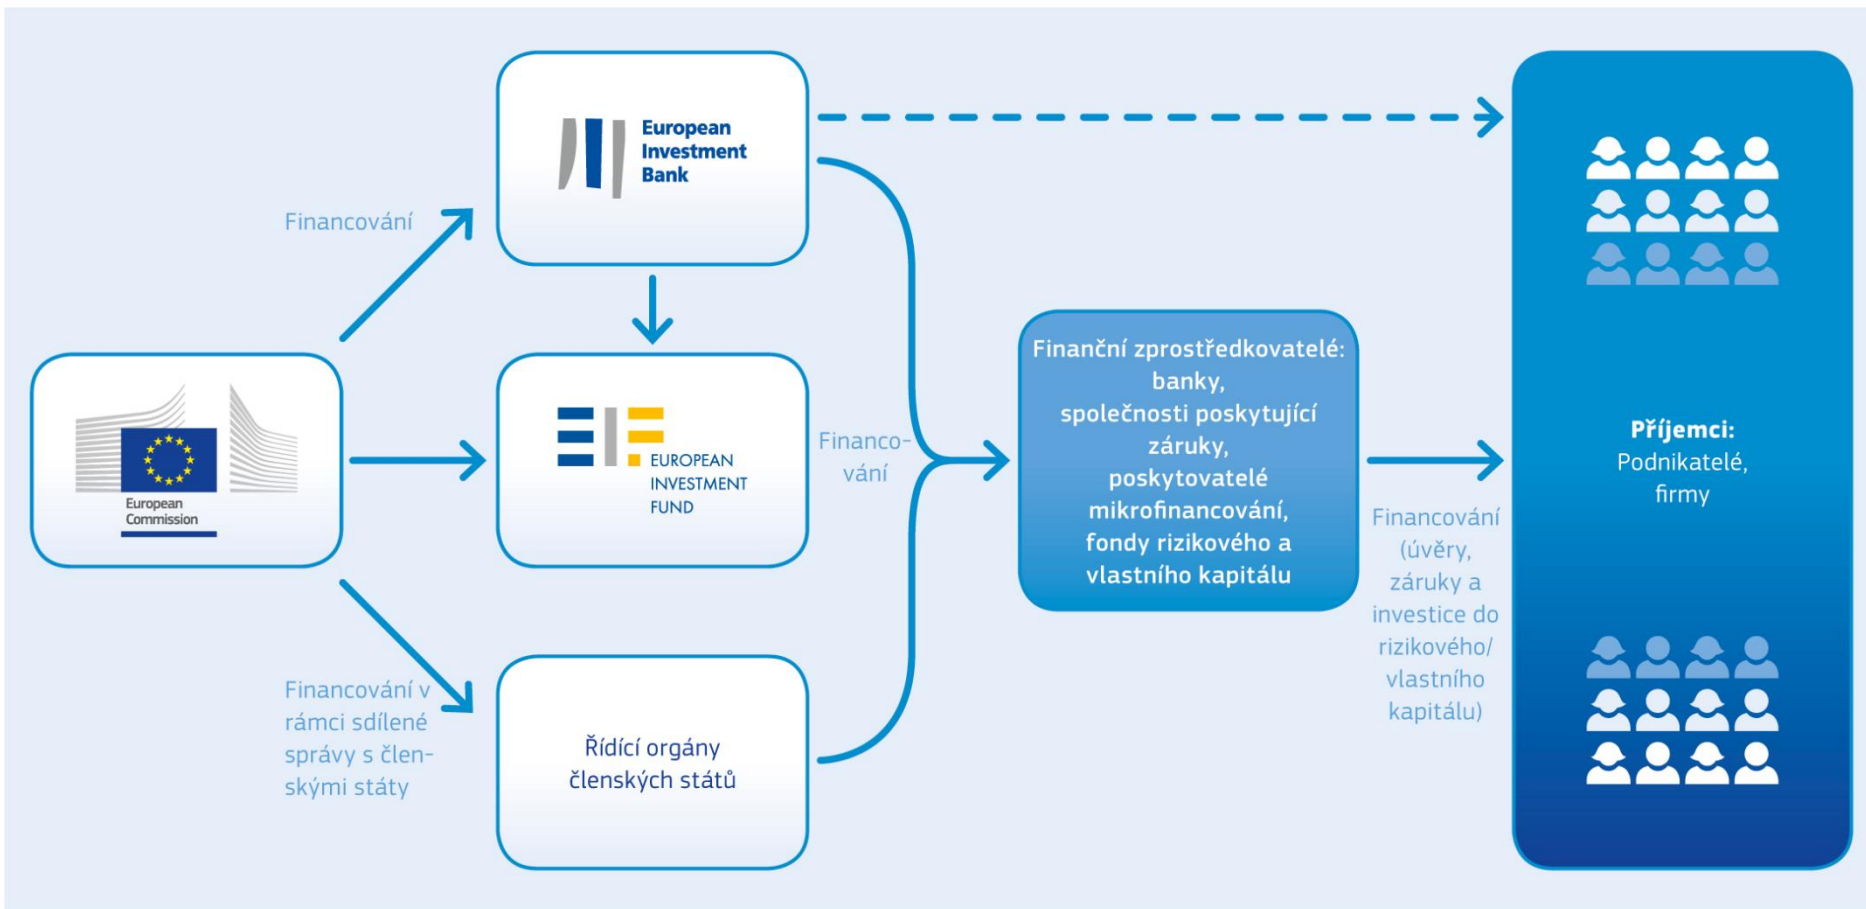 European
Investment
Bank
Financování
European
Commission
EUROPEAN
INVESTMENT
FUND
Financo-
vání
Finanční zprostředkovatelé:
banky,
společnosti poskytující
záruky,
poskytovatelé
mikrofinancování,
fondy rizikového a
vlastního kapitálu
Příjemci:
Podnikatelé,
firmy
Financování
(úvěry,
záruky a
investice do
rizikového/
vlastního
kapitálu)
Financování v
rámci sdílené
správy s člen-
skými státy
Řídící orgány
členských států